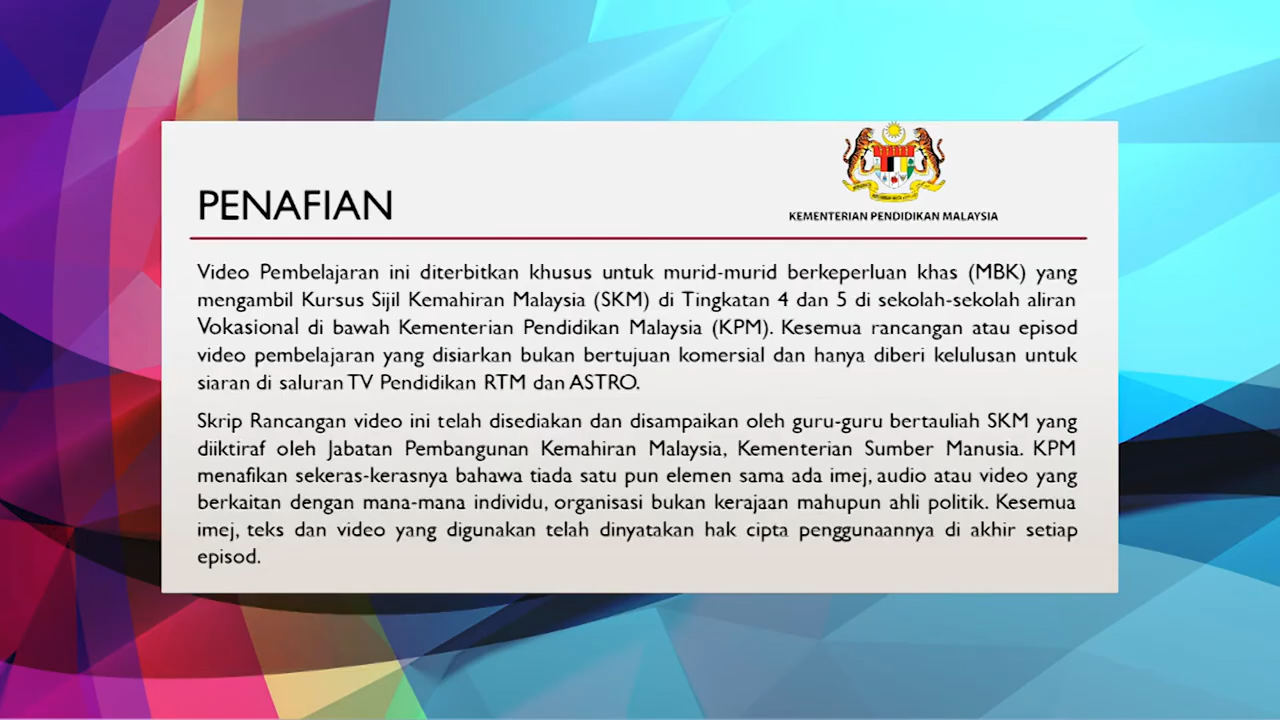 KEMENTERIAN PENDIDIKAN MALAYSIA
PENAFIAN
Video Pembelajaran ini diterbitkan khusus untuk murid-murid berkeperluan khas (MBK) yang
mengambil Kursus Sijil Kemahiran Malaysia (SKM) di Tingkatan 4 dan 5 di sekolah-sekolah aliran
Vokasional di bawah Kementerian Pendidikan Malaysia (KPM). Kesemua rancangan atau episod
video pembelajaran yang disiarkan bukan bertujuan komersial dan hanya diberi kelulusan untuk
siaran di saluran TV Pendidikan RTM dan ASTRO.
Skrip Rancangan video ini telah disediakan dan disampaikan oleh guru-guru bertauliah SKM yang
diiktiraf oleh Jabatan Pembangunan Kemahiran Malaysia, Kementerian Sumber Manusia. KPM
menafikan sekeras-kerasnya bahawa tiada satu pun elemen sama ada imej, audio atau video yang
berkaitan dengan mana-mana individu, organisasi bukan kerajaan mahupun ahli politik. Kesemua
imej, teks dan video yang digunakan telah dinyatakan hak cipta penggunaannya di akhir setiap
episod.